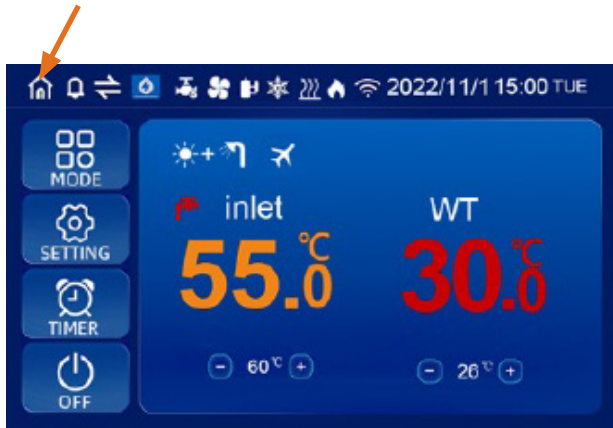 2022/11/1 15:00 TUE
MODE
SETTING
TIMER
OFF
inlet
WT
55.0℃
30.0℃
- 60℃ +
- 26℃ +